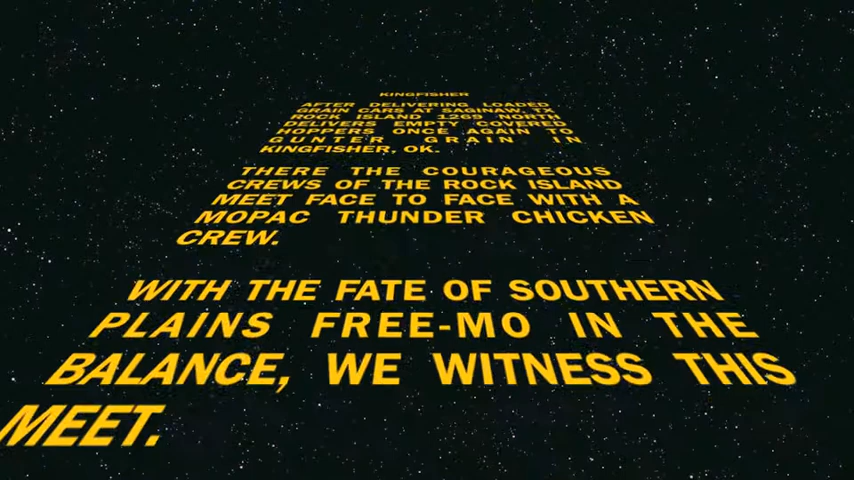 KINGFISHER
AFTER DELIVERING LOADED
GRAIN CARS AT SAGINAW, TX
ROCK ISLAND 1269 NORTH
DELIVERS EMPTY COVERED
HOPPERS ONCE AGAIN TO
GUNTER GRAIN IN
KINGFISHER, OK.
THERE THE COURAGEOUS
CREWS OF THE ROCK ISLAND
MEET FACE TO FACE WITH A
MOPAC THUNDER CHICKEN
CREW.
WITH THE FATE OF SOUTHERN
PLAINS FREE-MO IN THE
BALANCE, WE WITNESS THIS
MEET.